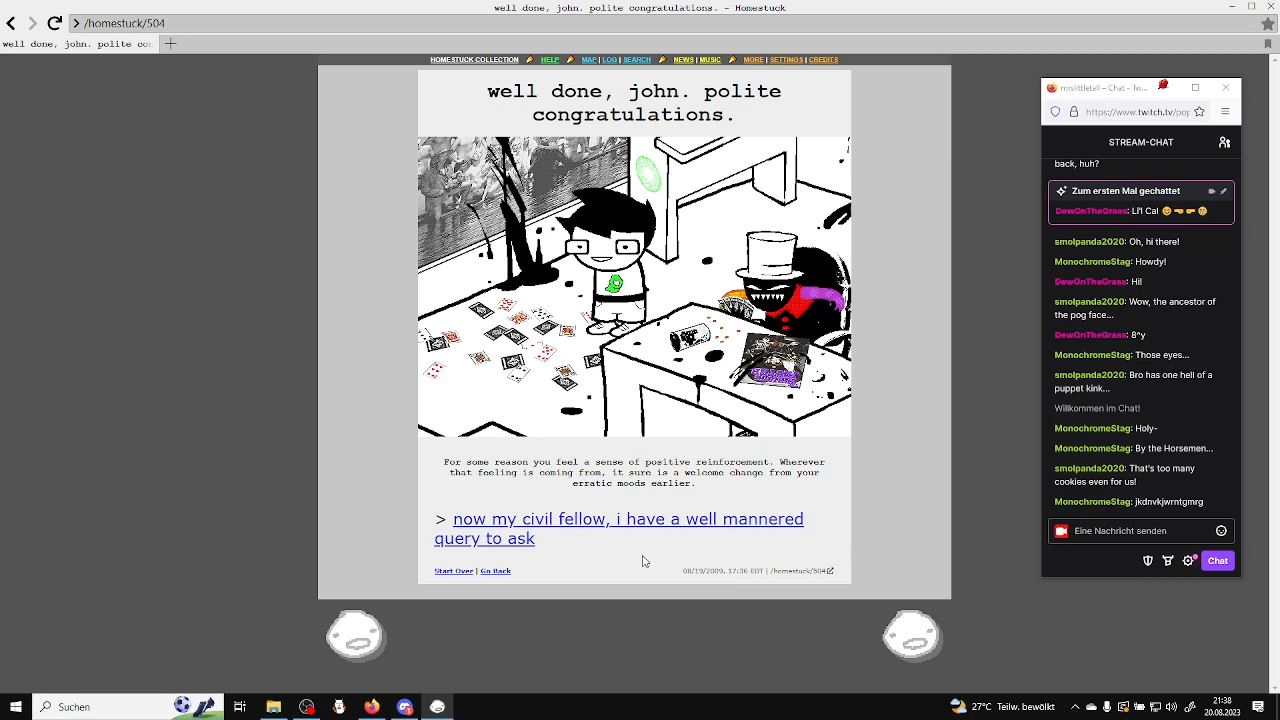 well done, john. polite congratulations. - Homestuck
/homestuck/504
well done, john. polite cor
HOMESTUCK COLLECTION HELP MAP | LOG | SEARCH NEWS | MUSIC MORE | SETTINGS | CREDITS
well done, john. polite
congratulations.
For some reason you feel a sense of positive reinforcement. Wherever
that feeling is coming from, it sure is a welcome change from your
erratic moods earlier.
> now my civil fellow, i have a well mannered
query to ask
Start Over | Go Back
08/19/2009, 17:36 EDT | /homestuck/504
mrslittletall – Chat - Tw...
https://www.twitch.tv/pop
STREAM-CHAT
back, huh?
Zum ersten Mal gechattet
DewOnTheGrass: Li'l Cal
smolpanda2020: Oh, hi there!
MonochromeStag: Howdy!
DewOnTheGrass: Hi!
smolpanda2020: Wow, the ancestor of
the pog face...
DewOnTheGrass: 8^y
MonochromeStag: Those eyes...
smolpanda2020: Bro has one hell of a
puppet kink...
Willkommen im Chat!
MonochromeStag: Holy-
MonochromeStag: By the Horsemen...
smolpanda2020: That's too many
cookies even for us!
MonochromeStag: jkdnvkjwrntgmrg
Eine Nachricht senden
Chat
Suchen
27°C Teilw. bewölkt
21:38
20.08.2023